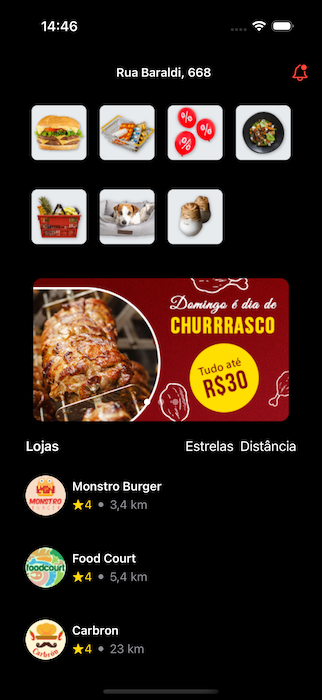 14:46
Rua Baraldi, 668
% % %
Domingo é dia de
CHURRRASCO
Tudo até
R$30
Lojas Estrelas Distância
MONSTRO
BURGER
Monstro Burger
4 3,4 km
foodcourt
Food Court
4 5,4 km
Carbrón
Carbron
4 23 km